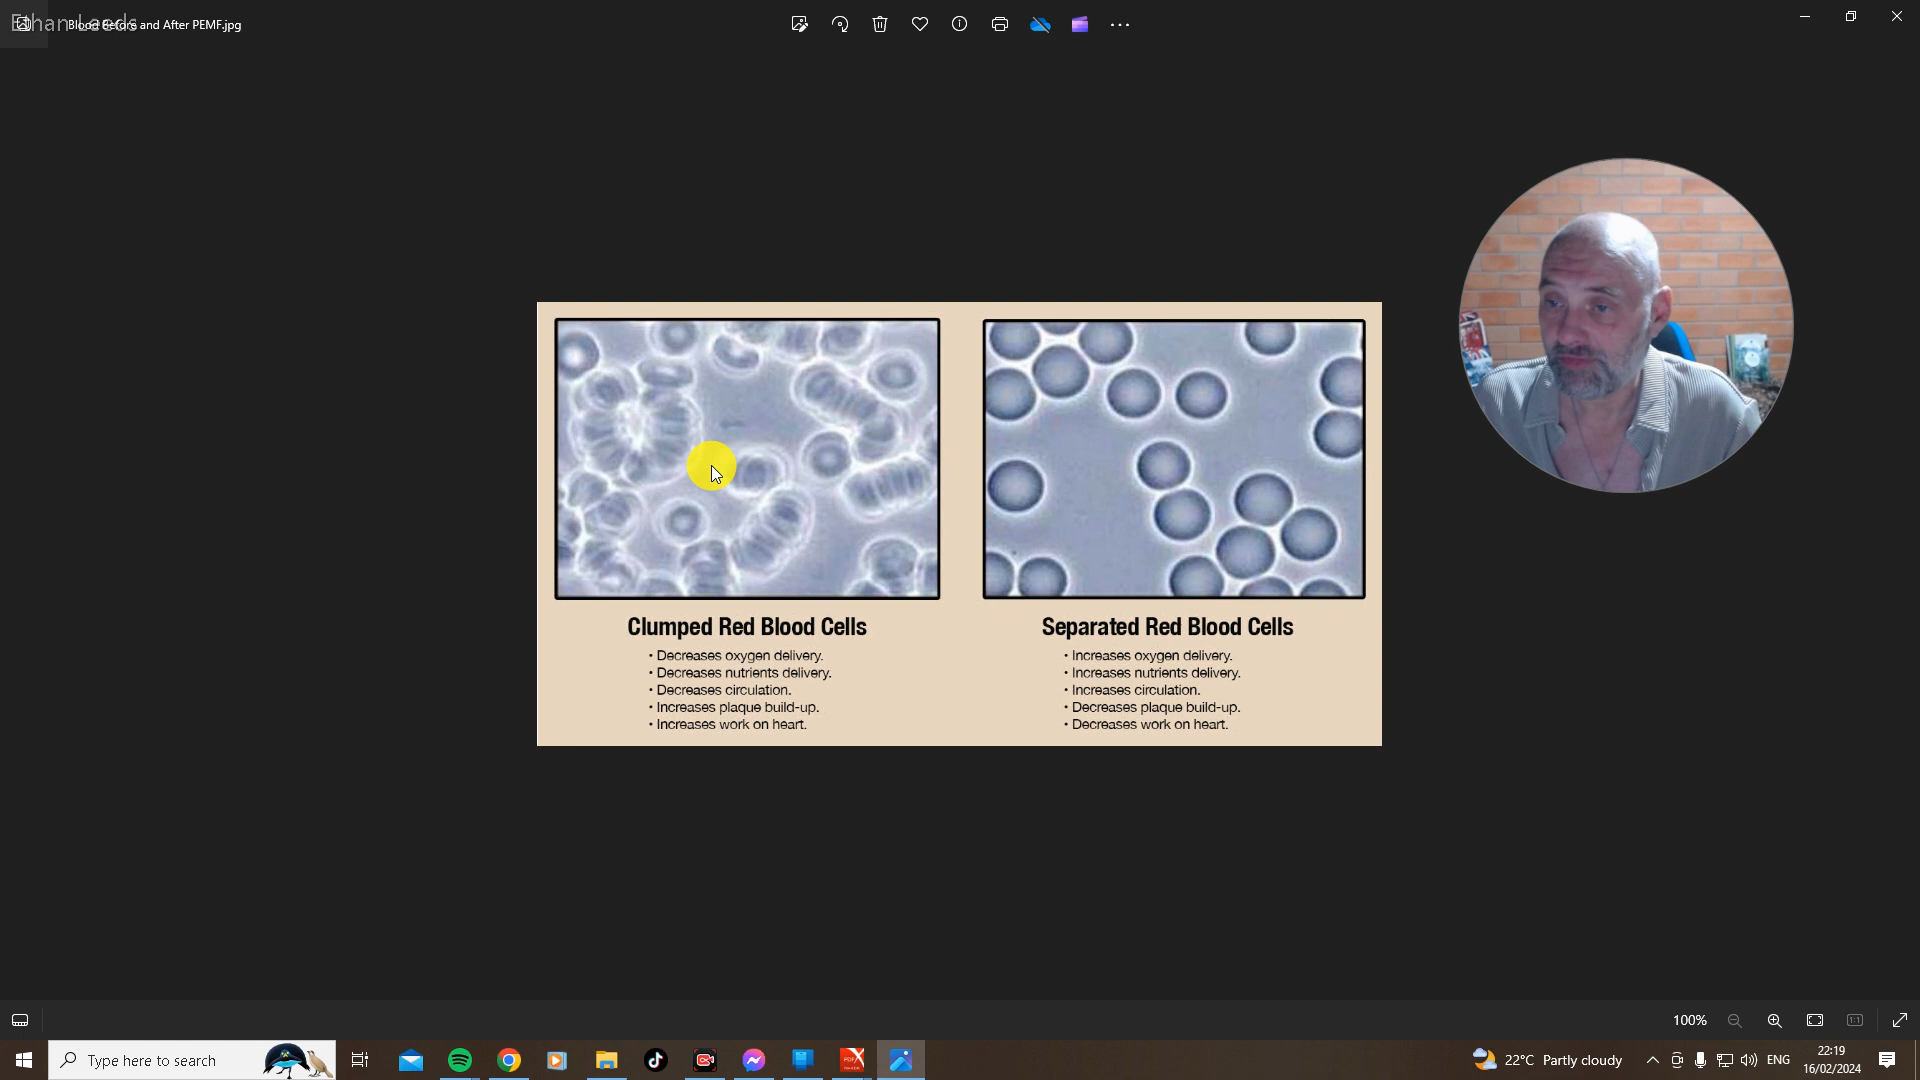 Ethan Leeds
Blood Before and After PEMF.jpg
Clumped Red Blood Cells
• Decreases oxygen delivery.
• Decreases nutrients delivery.
• Decreases circulation.
• Increases plaque build-up.
• Increases work on heart.
Separated Red Blood Cells
• Increases oxygen delivery.
• Increases nutrients delivery.
• Increases circulation.
• Decreases plaque build-up.
• Decreases work on heart.
100%
Type here to search
22°C Partly cloudy
ENG
22:19
16/02/2024